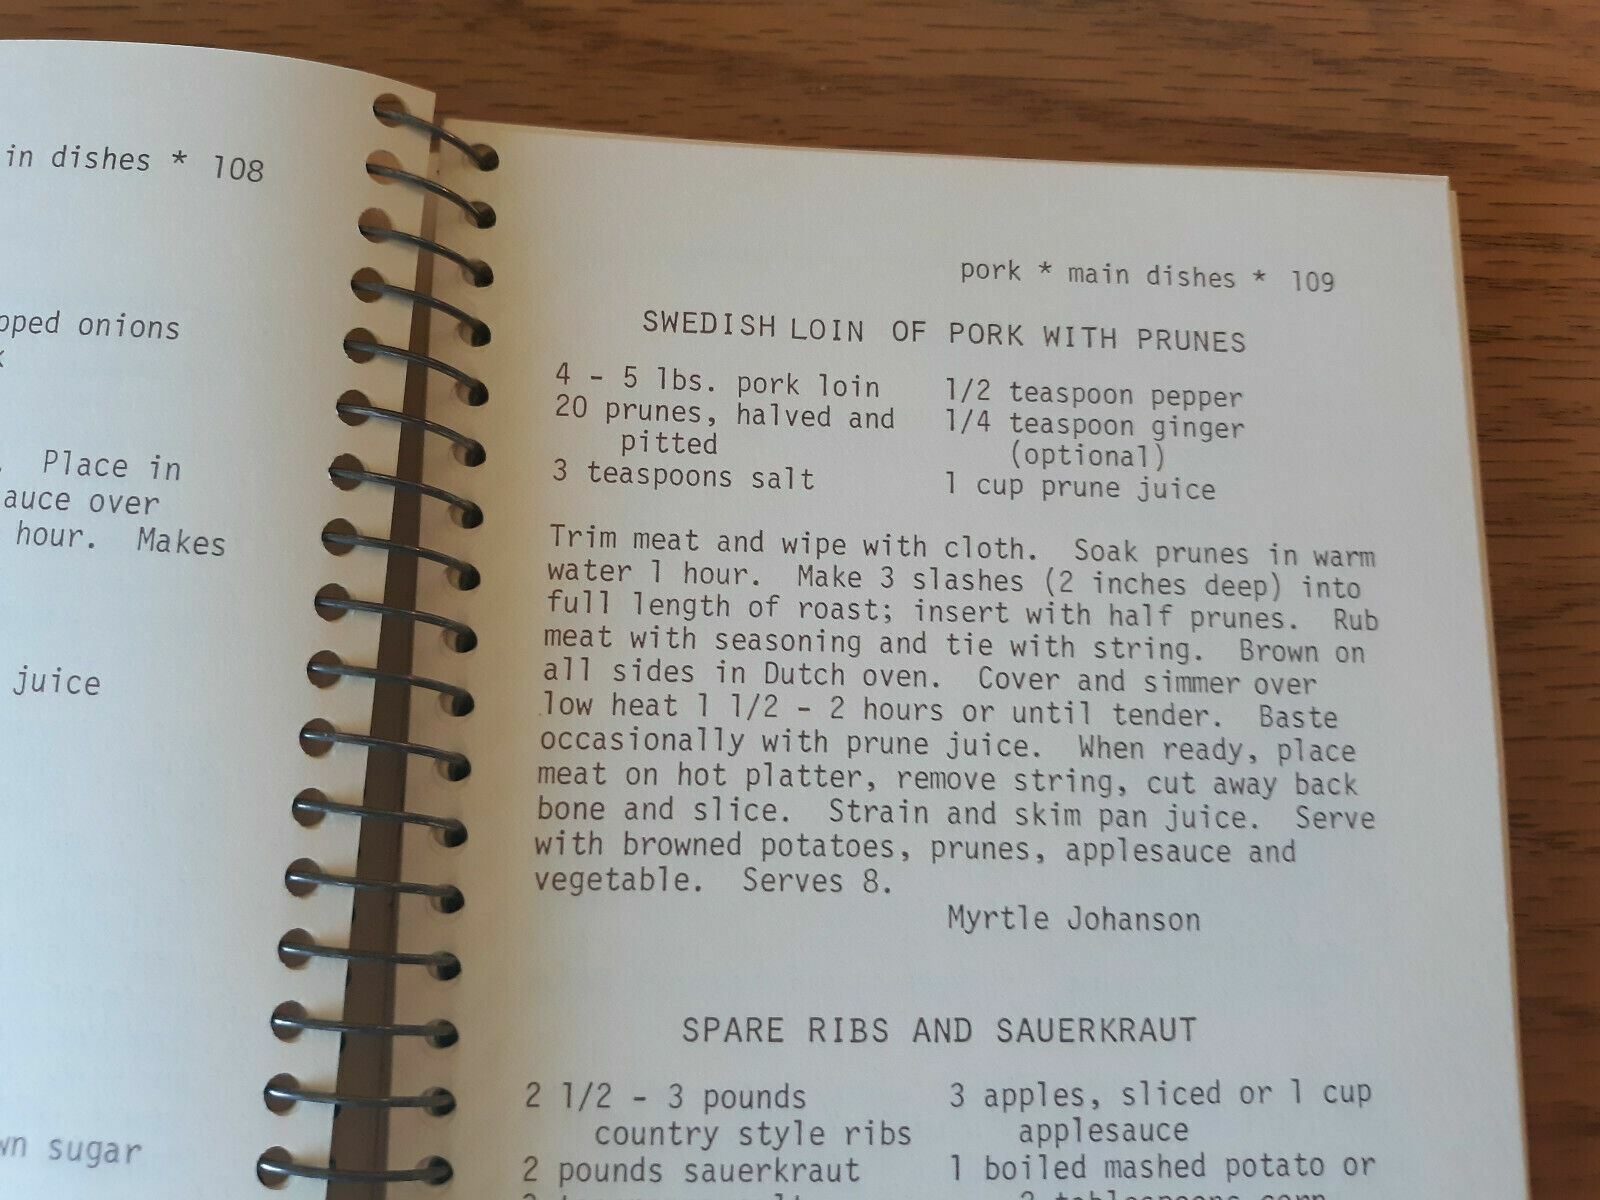 in dishes * 108
onions
Place in
over
hour. Makes
juice
sugar
pork * main dishes * 109
SWEDISH LOIN OF PORK WITH PRUNES
4 - 5 lbs. pork loin
20 prunes, halved and
pitted
3 teaspoons salt
1/2 teaspoon pepper
1/4 teaspoon ginger
(optional)
1 cup prune juice
Trim meat and wipe with cloth. Soak prunes in warm
water 1 hour. Make 3 slashes (2 inches deep) into
full length of roast; insert with half prunes. Rub
meat with seasoning and tie with string. Brown on
all sides in Dutch oven. Cover and simmer over
low heat 1 1/2 - 2 hours or until tender. Baste
occasionally with prune juice. When ready, place
meat on hot platter, remove string, cut away back
bone and slice. Strain and skim pan juice. Serve
with browned potatoes, prunes, applesauce and
vegetable. Serves 8.
Myrtle Johanson
SPARE RIBS AND SAUERKRAUT
2 1/2 - 3 pounds
country style ribs
2 pounds sauerkraut
3 apples, sliced or 1 cup
applesauce
1 boiled mashed potato or